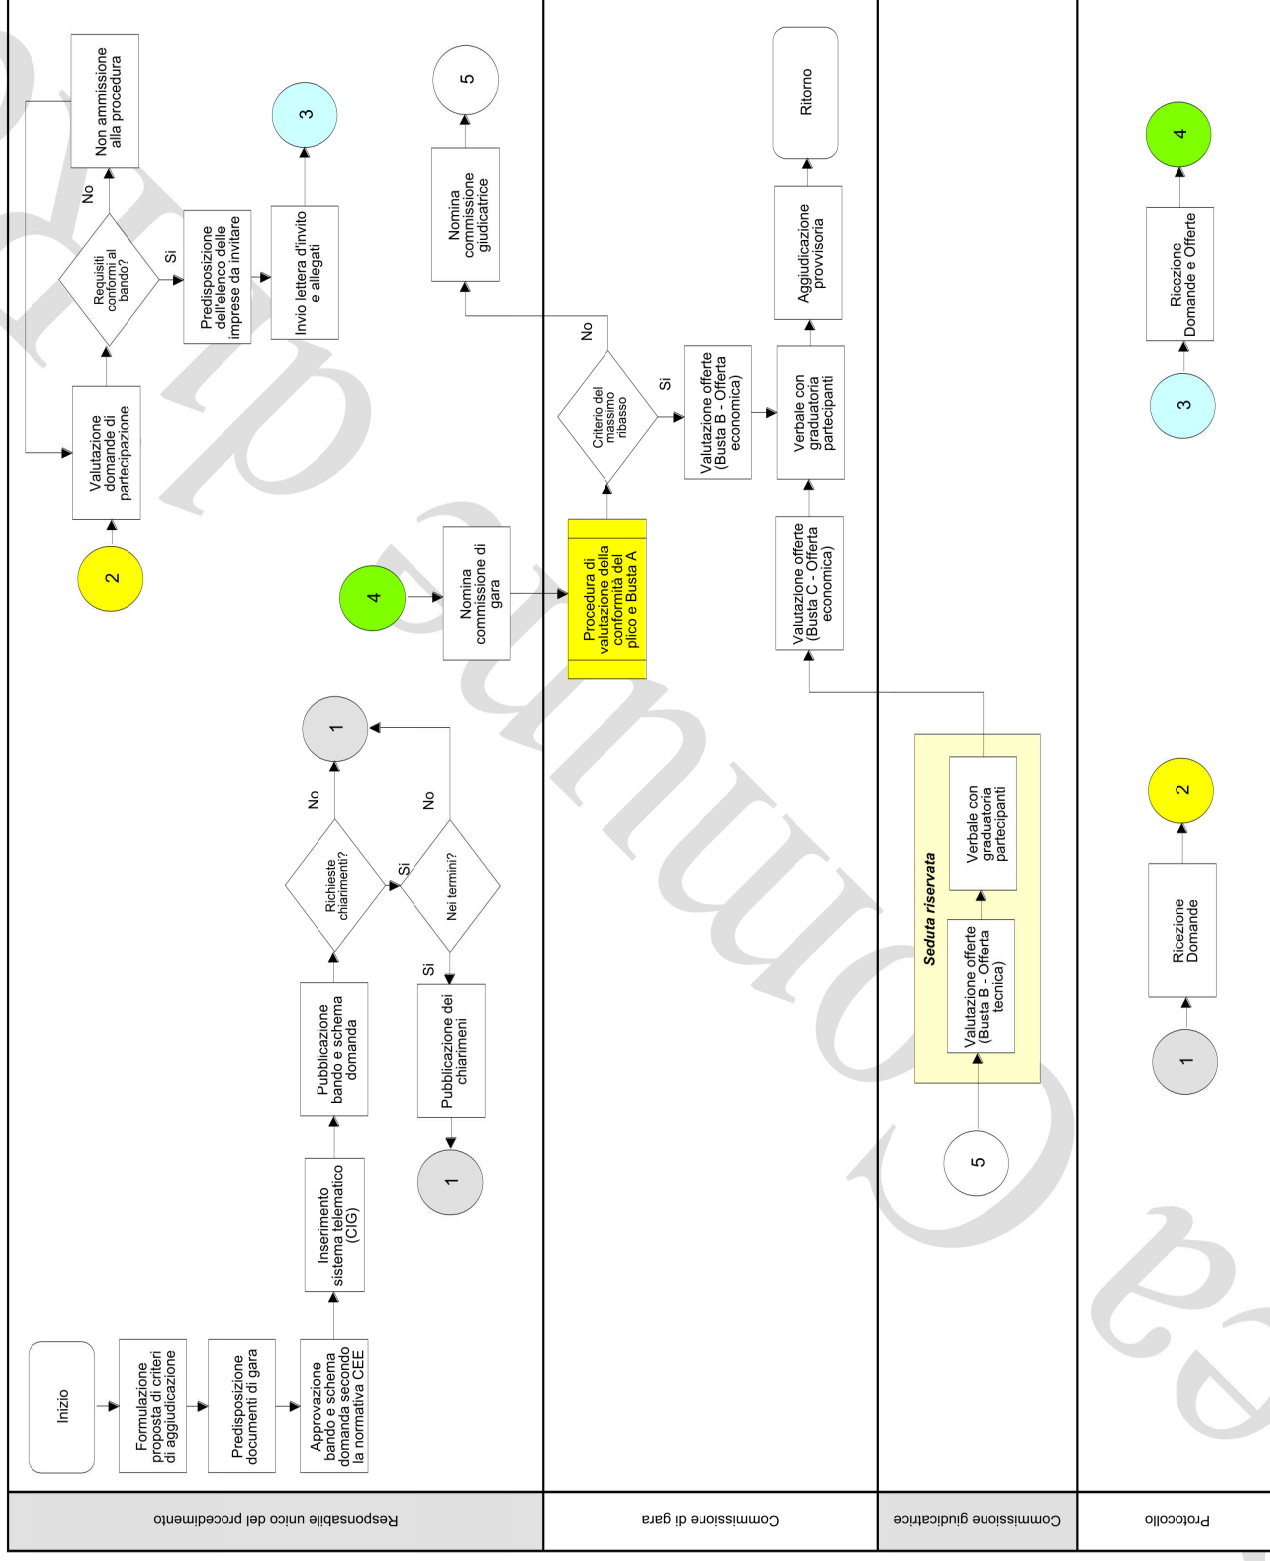 Responsabile unico del procedimento
Inizio
Formulazione
proposta di criteri
di aggiudicazione
Predisposizione
documenti di gara
Approvazione
bando e schema
domanda secondo
la normativa CEE
Inserimento
sistema telematico
(CIG)
Pubblicazione
bando e schema
domanda
Richieste
chiarimenti?
No
1
Si
Nei termini?
No
Si
Pubblicazione dei
chiarimeni
1
2
Valutazione
domande di
partecipazione
Requisiti
conformi al
bando?
No
Non ammissione
alla procedura
Si
Predisposizione
dell'elenco delle
imprese da invitare
Invio lettera d'invito
e allegati
3
4
Nomina
commissione di
gara
Nomina
commissione
giudicatrice
5
Commissione di gara
Procedura di
valutazione della
conformità del
plico e Busta A
Criterio del
massimo
ribasso
No
Si
Valutazione offerte
(Busta B - Offerta
economica)
Valutazione offerte
(Busta C - Offerta
economica)
Verbale con
graduatoria
partecipanti
Aggiudicazione
provvisoria
Ritorno
Commissione giudicatrice
Seduta riservata
5
Valutazione offerte
(Busta B - Offerta
tecnica)
Verbale con
graduatoria
partecipanti
Protocollo
1
Ricezione
Domande
2
3
Ricezione
Domande e Offerte
4
ea Comune di R